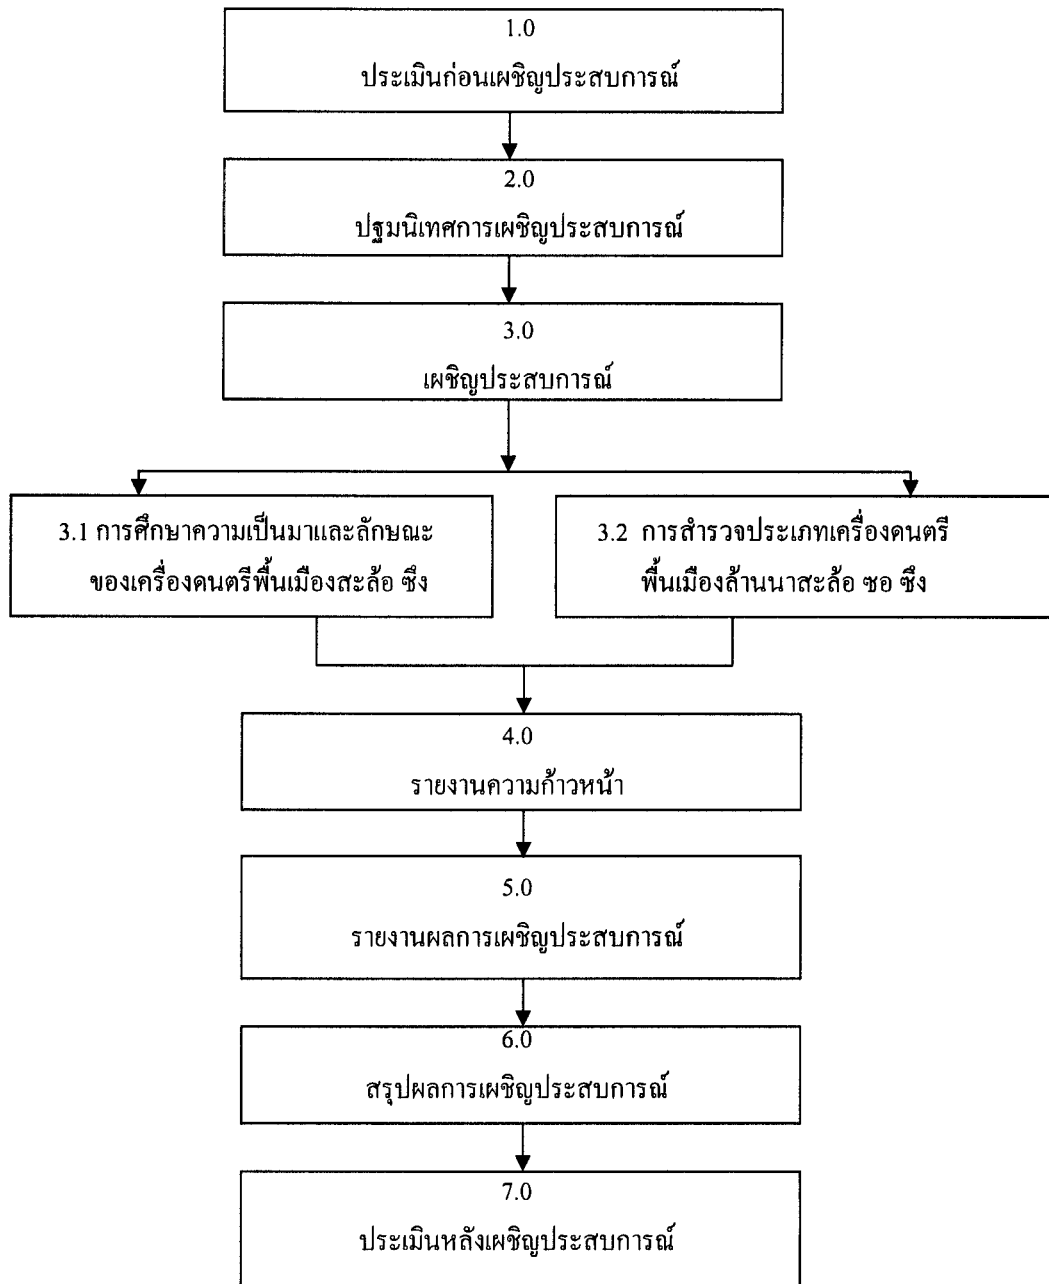 1.0
ประเมินก่อนเผชิญประสบการณ์
2.0
ปฐมนิเทศการเผชิญประสบการณ์
3.0
เผชิญประสบการณ์
3.1 การศึกษาความเป็นมาและลักษณะ
ของเครื่องดนตรีพื้นเมืองสะล้อ ซึง
3.2 การสำรวจประเภทเครื่องดนตรี
พื้นเมืองล้านนาสะล้อ ซอ ซึง
4.0
รายงานความก้าวหน้า
5.0
รายงานผลการเผชิญประสบการณ์
6.0
สรุปผลการเผชิญประสบการณ์
7.0
ประเมินหลังเผชิญประสบการณ์